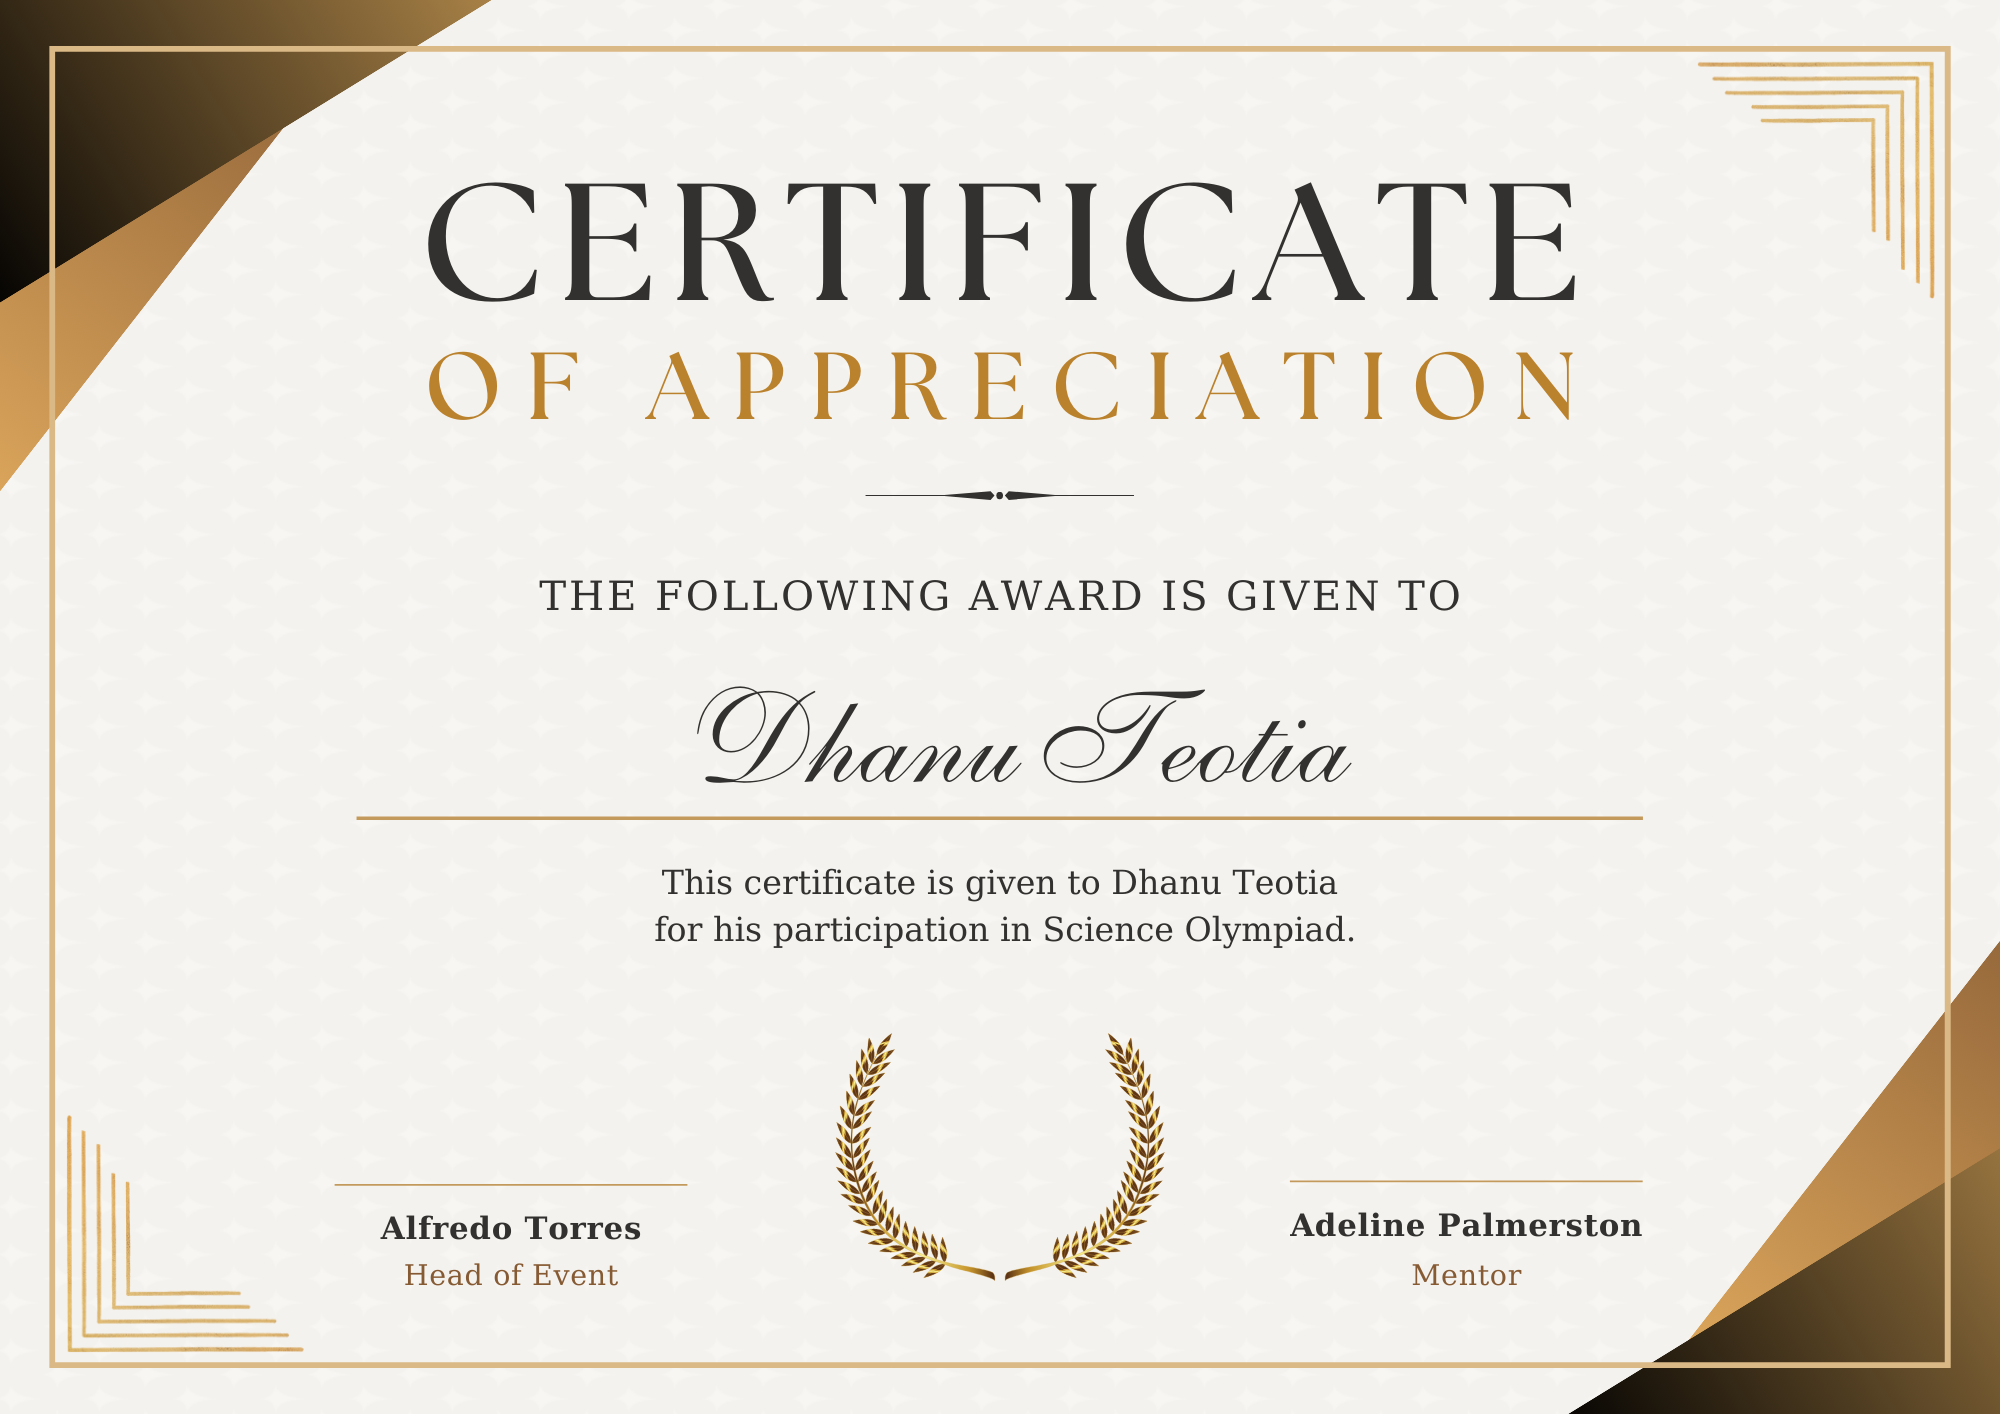 CERTIFICATE
OF APPRECIATION
THE FOLLOWING AWARD IS GIVEN TO
Dhanu Teotia
This certificate is given to Dhanu Teotia
for his participation in Science Olympiad.
Alfredo Torres
Head of Event
Adeline Palmerston
Mentor